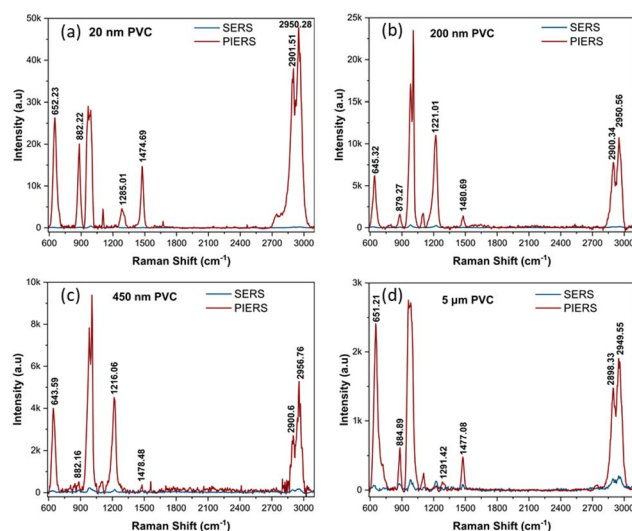 (a) 20 nm PVC
SERS
PIERS
652.23
882.22
1285.01
1474.69
2901.51
2950.28
50k
40k
30k
20k
10k
0
Intensity (a.u)
600 900 1200 1500 1800 2100 2400 2700 3000
Raman Shift (cm-1)
(b) 200 nm PVC
SERS
PIERS
645.32
879.27
1221.01
1480.69
2900.34
2950.56
25k
20k
15k
10k
5k
0
Intensity (a.u)
600 900 1200 1500 1800 2100 2400 2700 3000
Raman Shift (cm-1)
(c) 450 nm PVC
SERS
PIERS
643.59
882.16
1216.06
1478.48
2900.6
2956.76
10k
8k
6k
4k
2k
0
Intensity (a.u)
600 900 1200 1500 1800 2100 2400 2700 3000
Raman Shift (cm-1)
(d) 5 µm PVC
SERS
PIERS
651.21
884.89
1291.42
1477.08
2898.33
2949.55
3k
2k
1k
0
Intensity (a.u)
600 900 1200 1500 1800 2100 2400 2700 3000
Raman Shift (cm-1)